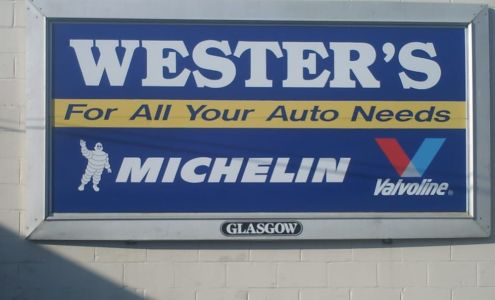 WESTER'S
For All Your Auto Needs
MICHELIN
Valvoline
GLASGOW